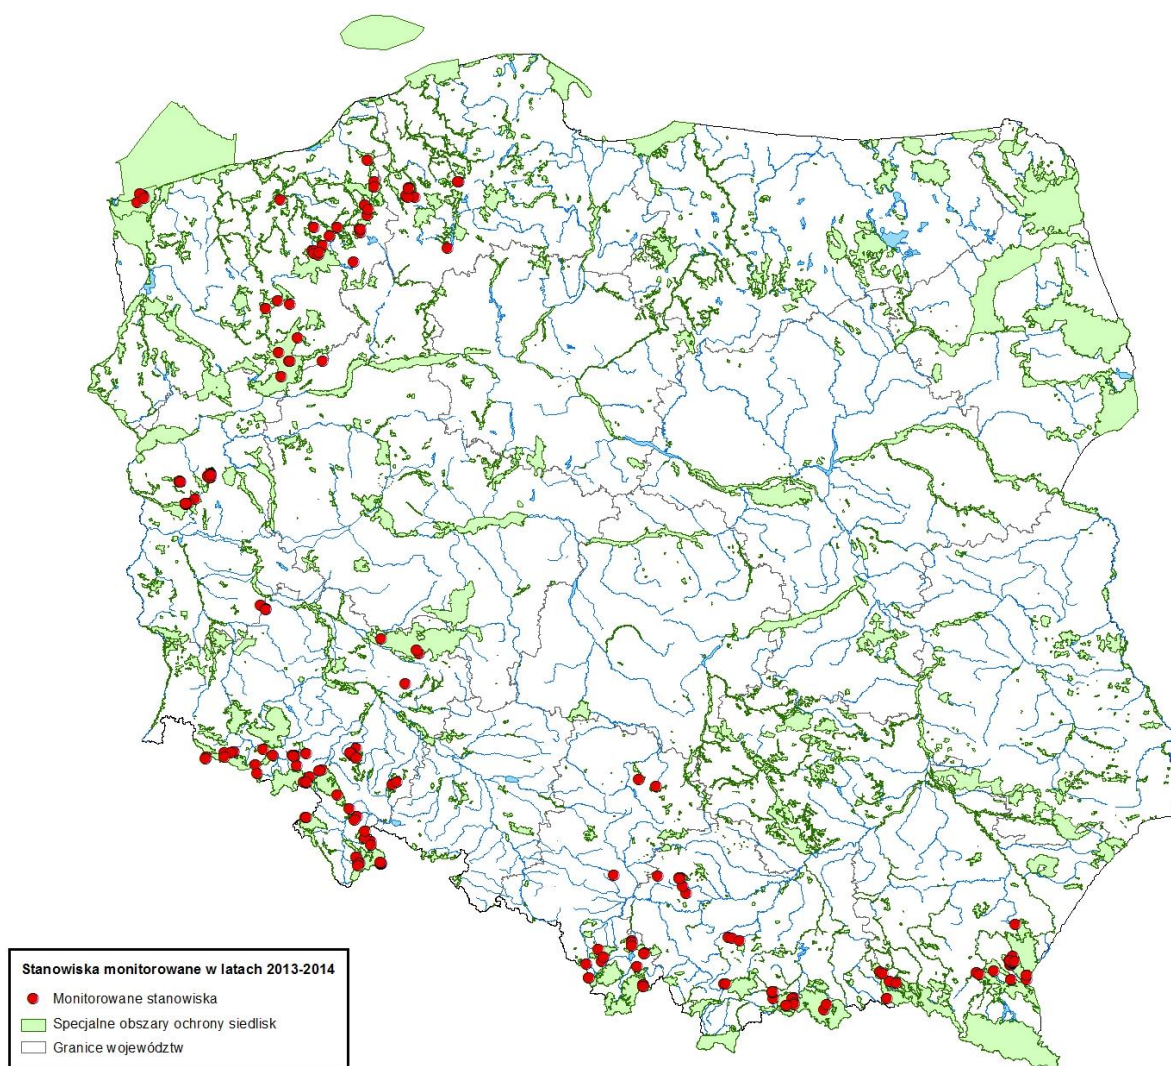 Stanowiska monitorowane w latach 2013-2014
Monitorowane stanowiska
Specjalne obszary ochrony siedlisk
Granice województw